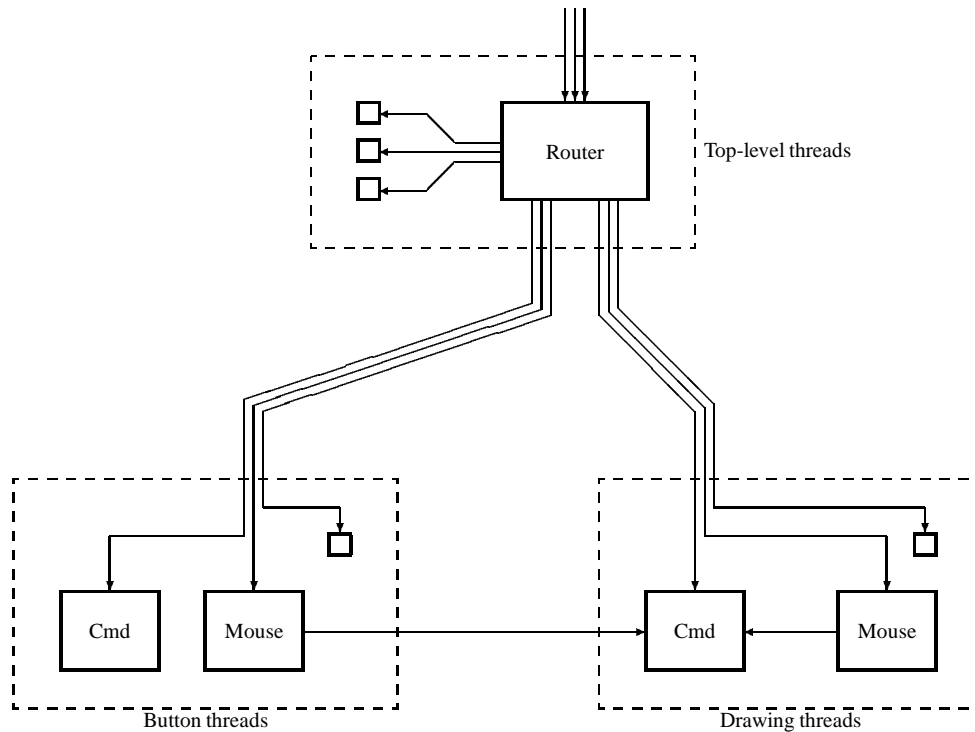 Router
Top-level threads
Cmd
Mouse
Cmd
Mouse
Button threads
Drawing threads